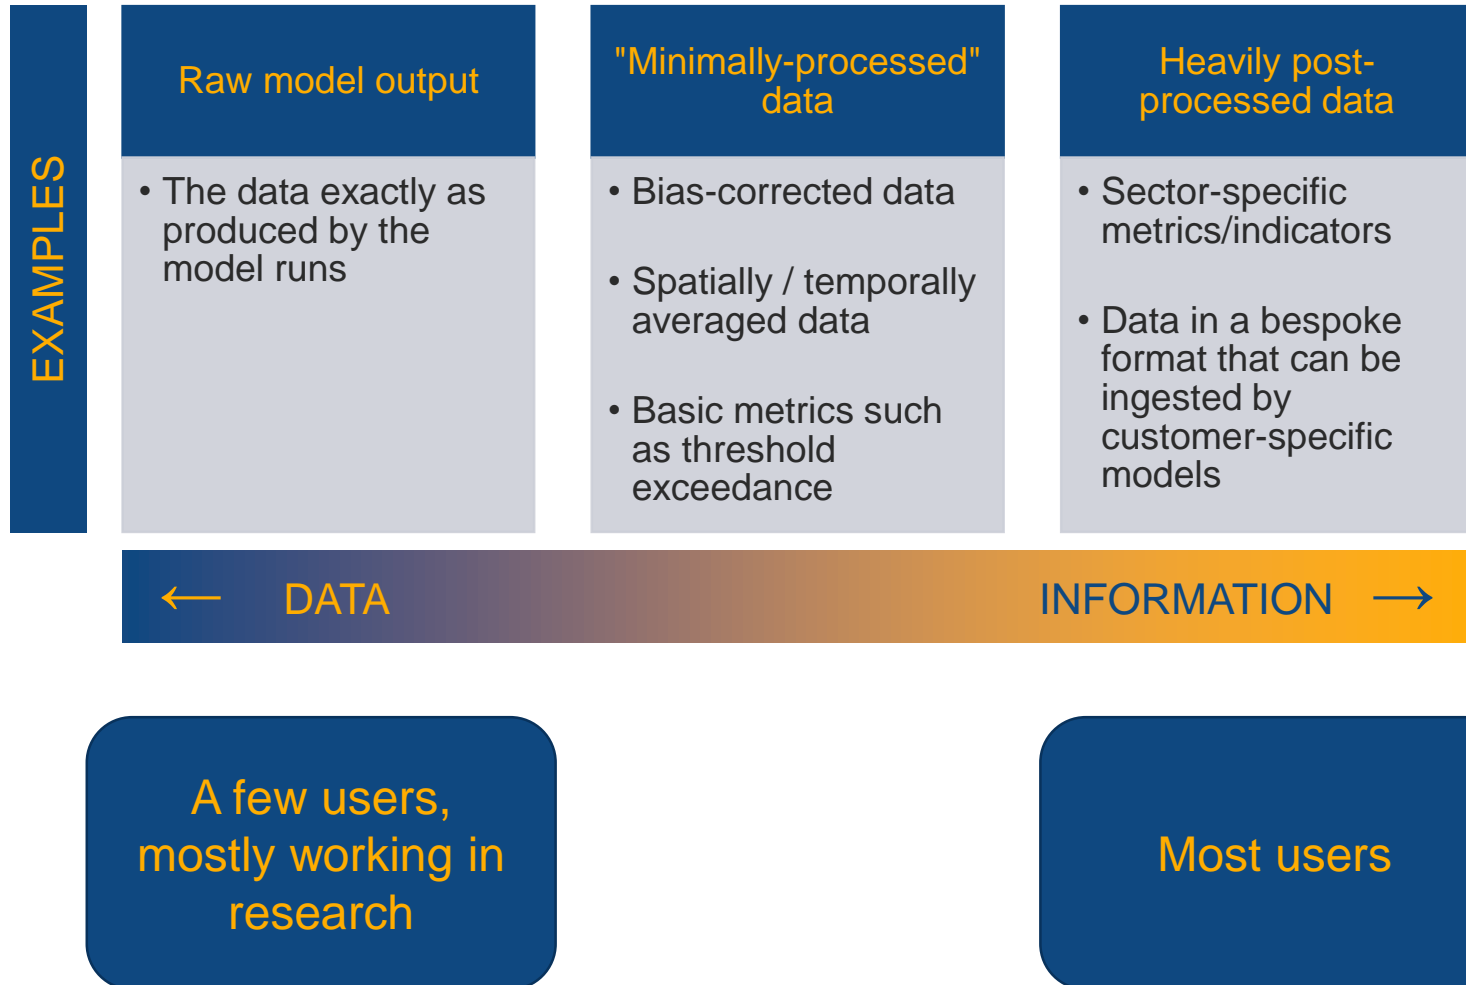 EXAMPLES
Raw model output
• The data exactly as
produced by the
model runs
"Minimally-processed"
data
• Bias-corrected data
• Spatially / temporally
averaged data
• Basic metrics such
as threshold
exceedance
Heavily post-
processed data
• Sector-specific
metrics/indicators
• Data in a bespoke
format that can be
ingested by
customer-specific
models
← DATA
INFORMATION →
A few users,
mostly working in
research
Most users